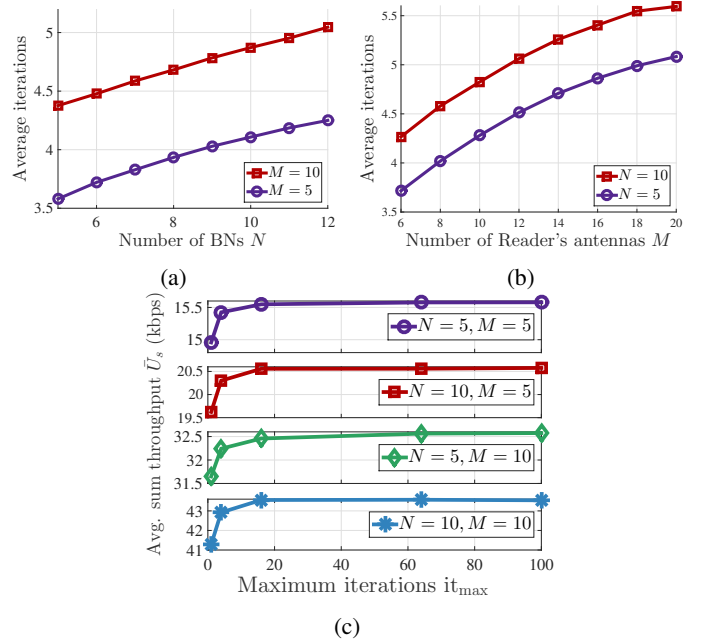 Average iterations
5
4.5
4
3.5
6
8
10
12
M = 10
M = 5
Number of BNs N
(a)
Average iterations
5.5
5
4.5
4
3.5
6
8
10
12
14
16
18
20
N = 10
N = 5
Number of Reader's antennas M
(b)
Avg. sum throughput Ūs (kbps)
15.5
15
N = 5, M = 5
20.5
20
19.5
N = 10, M = 5
32.5
32
31.5
N = 5, M = 10
43
42
41
N = 10, M = 10
0
20
40
60
80
100
Maximum iterations it_max
(c)